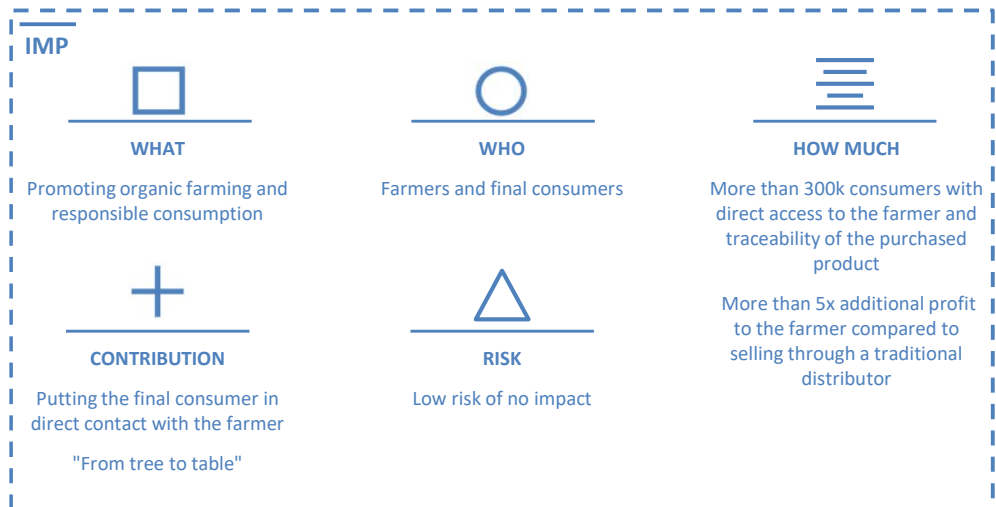 IMP
WHAT
Promoting organic farming and
responsible consumption
WHO
Farmers and final consumers
HOW MUCH
More than 300k consumers with
direct access to the farmer and
traceability of the purchased
product
More than 5x additional profit
to the farmer compared to
selling through a traditional
distributor
CONTRIBUTION
Putting the final consumer in
direct contact with the farmer
"From tree to table"
RISK
Low risk of no impact